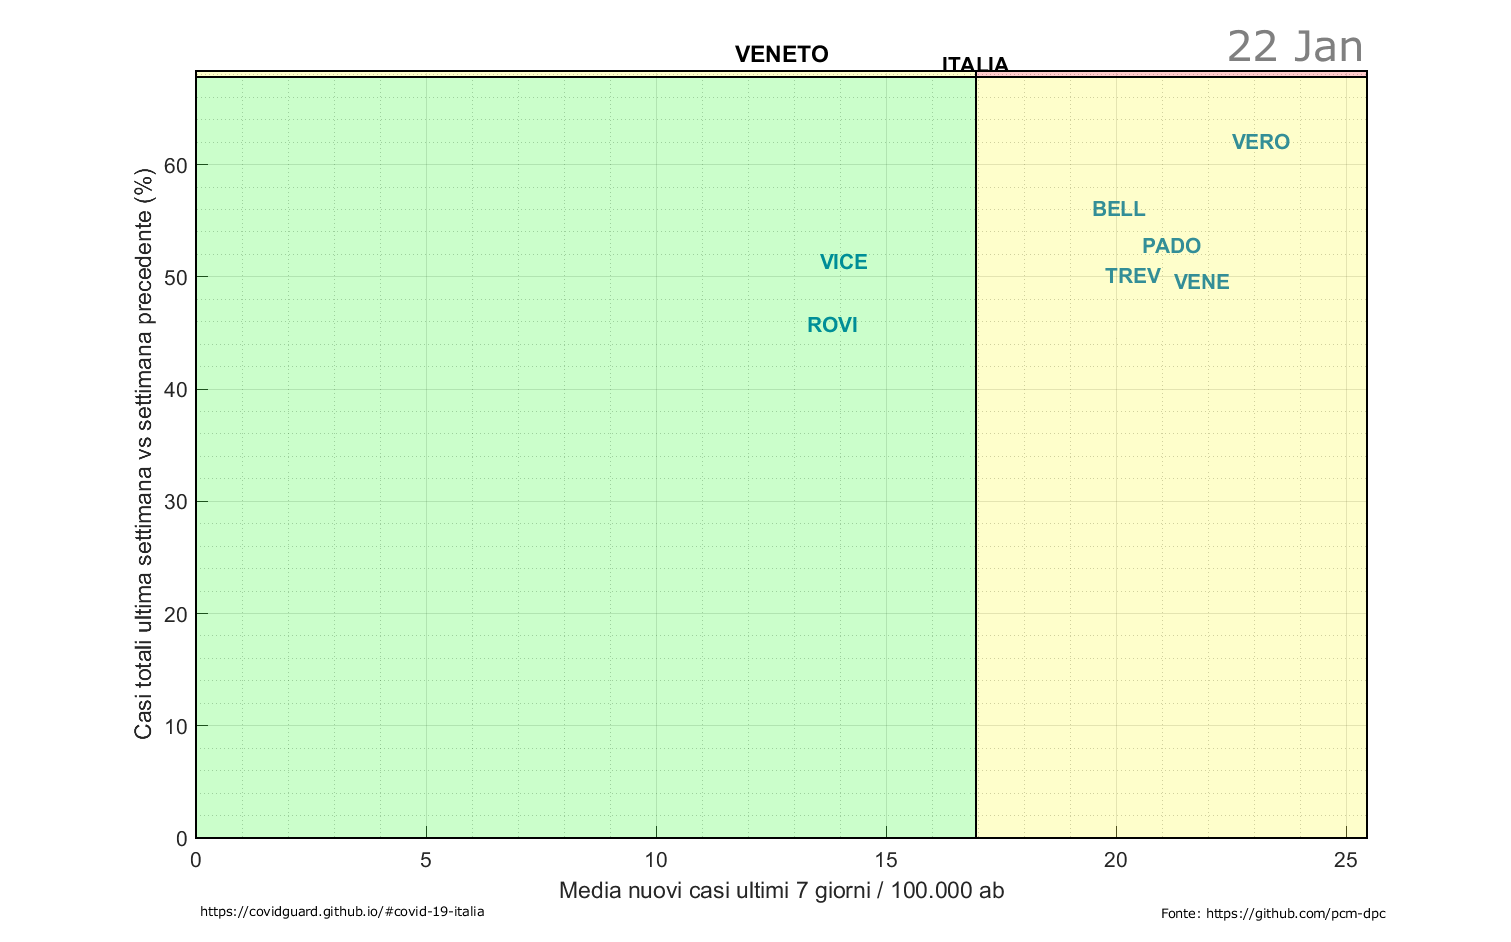 22 Jan
VENETO
ITALIA
VERO
BELL
PADO
VICE
TREV
VENE
ROVI
Casi totali ultima settimana vs settimana precedente (%)
60
50
40
30
20
10
0
0 5 10 15 20 25
Media nuovi casi ultimi 7 giorni / 100.000 ab
https://covidguard.github.io/#covid-19-italia
Fonte: https://github.com/pcm-dpc